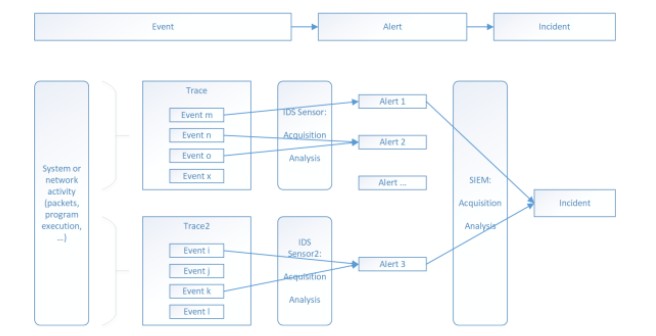 Event
Alert
Incident
System or
network
activity
(packets,
program
execution,
...)
Trace
Event m
Event n
Event o
Event x
IDS Sensor:
Acquisition
Analysis
Alert 1
Alert 2
Alert ...
Trace2
Event i
Event j
Event k
Event l
IDS
Sensor2:
Acquisition
Analysis
Alert 3
SIEM:
Acquisition
Analysis
Incident